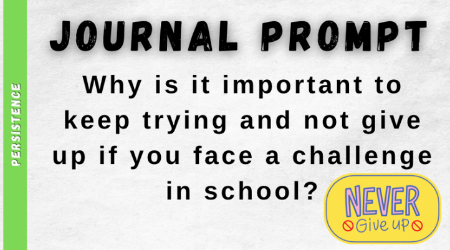 JOURNAL PROMPT
Why is it important to
keep trying and not give
up if you face a challenge
in school?
NEVER
Give up
PERSISTENCE